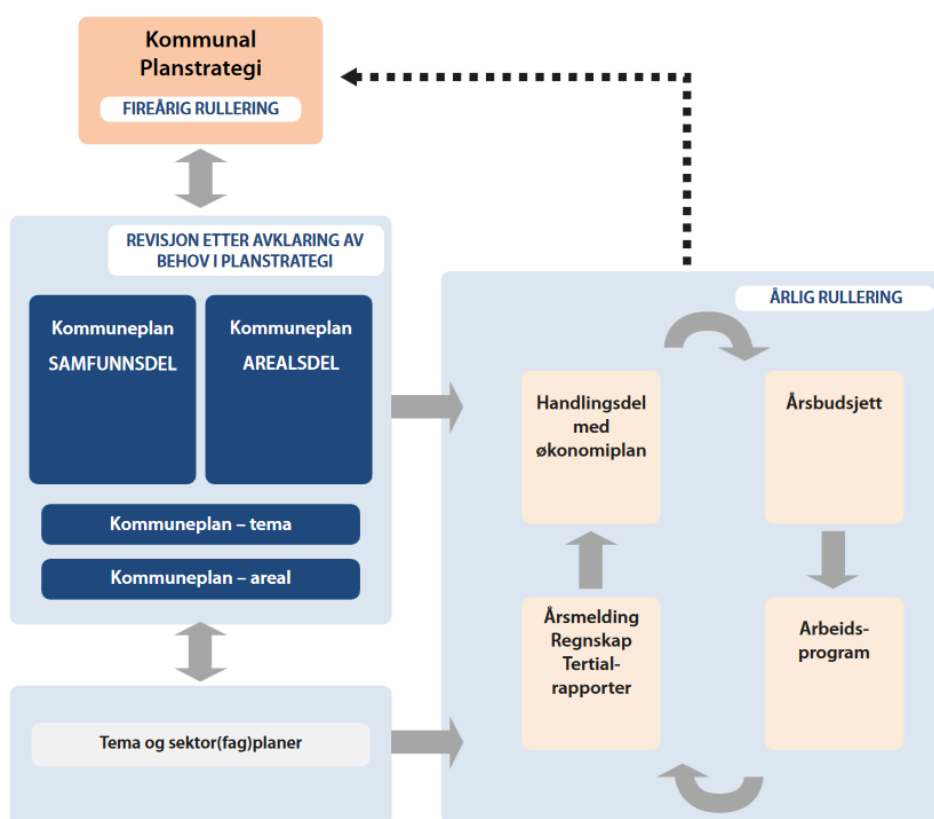 Kommunal
Planstrategi
FIREÅRIG RULLERING
REVISJON ETTER AVKLARING AV
BEHOV I PLANSTRATEGI
Kommuneplan
SAMFUNNSDEL
Kommuneplan
AREALSDEL
Kommuneplan – tema
Kommuneplan – areal
Tema og sektor(fag)planer
ÅRLIG RULLERING
Handlingsdel
med
økonomiplan
Årsbudsjett
Årsmelding
Regnskap
Tertial-
rapporter
Arbeids-
program